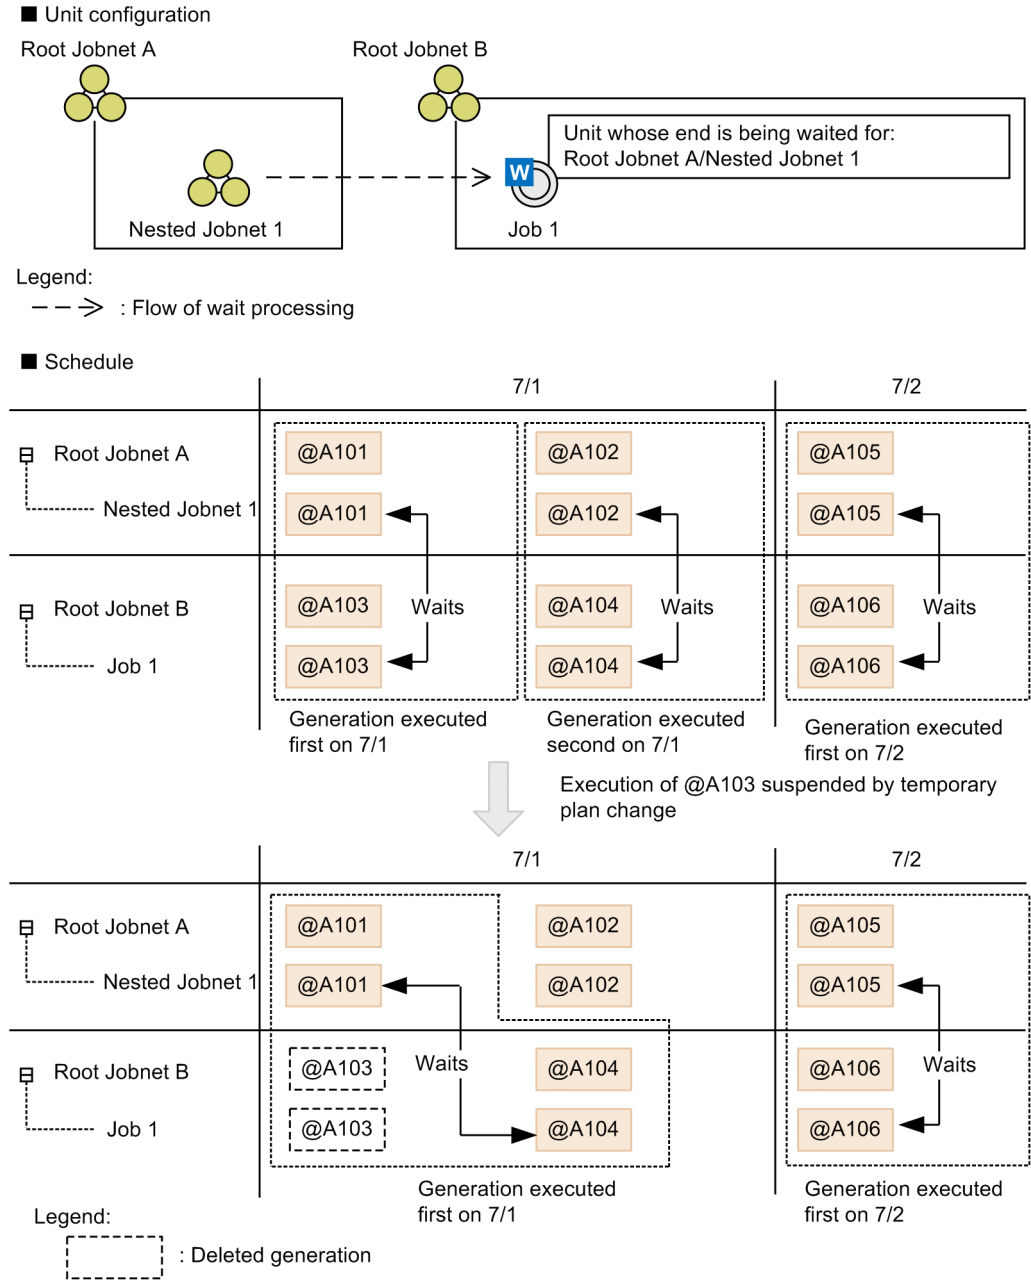 ■ Unit configuration
Root Jobnet A
Root Jobnet B
Unit whose end is being waited for:
Root Jobnet A/Nested Jobnet 1
W
Nested Jobnet 1
Job 1
Legend:
: Flow of wait processing
■ Schedule
7/1
7/2
Root Jobnet A
@A101
@A102
@A105
Nested Jobnet 1
@A101
@A102
@A105
Root Jobnet B
@A103
Waits
@A104
Waits
@A106
Waits
Job 1
@A103
@A104
@A106
Generation executed
first on 7/1
Generation executed
second on 7/1
Generation executed
first on 7/2
Execution of @A103 suspended by temporary
plan change
7/1
7/2
Root Jobnet A
@A101
@A102
@A105
Nested Jobnet 1
@A101
@A102
@A105
Root Jobnet B
@A103
Waits
@A104
@A106
Waits
Job 1
@A103
@A104
@A106
Generation executed
first on 7/1
Generation executed
first on 7/2
Legend:
: Deleted generation